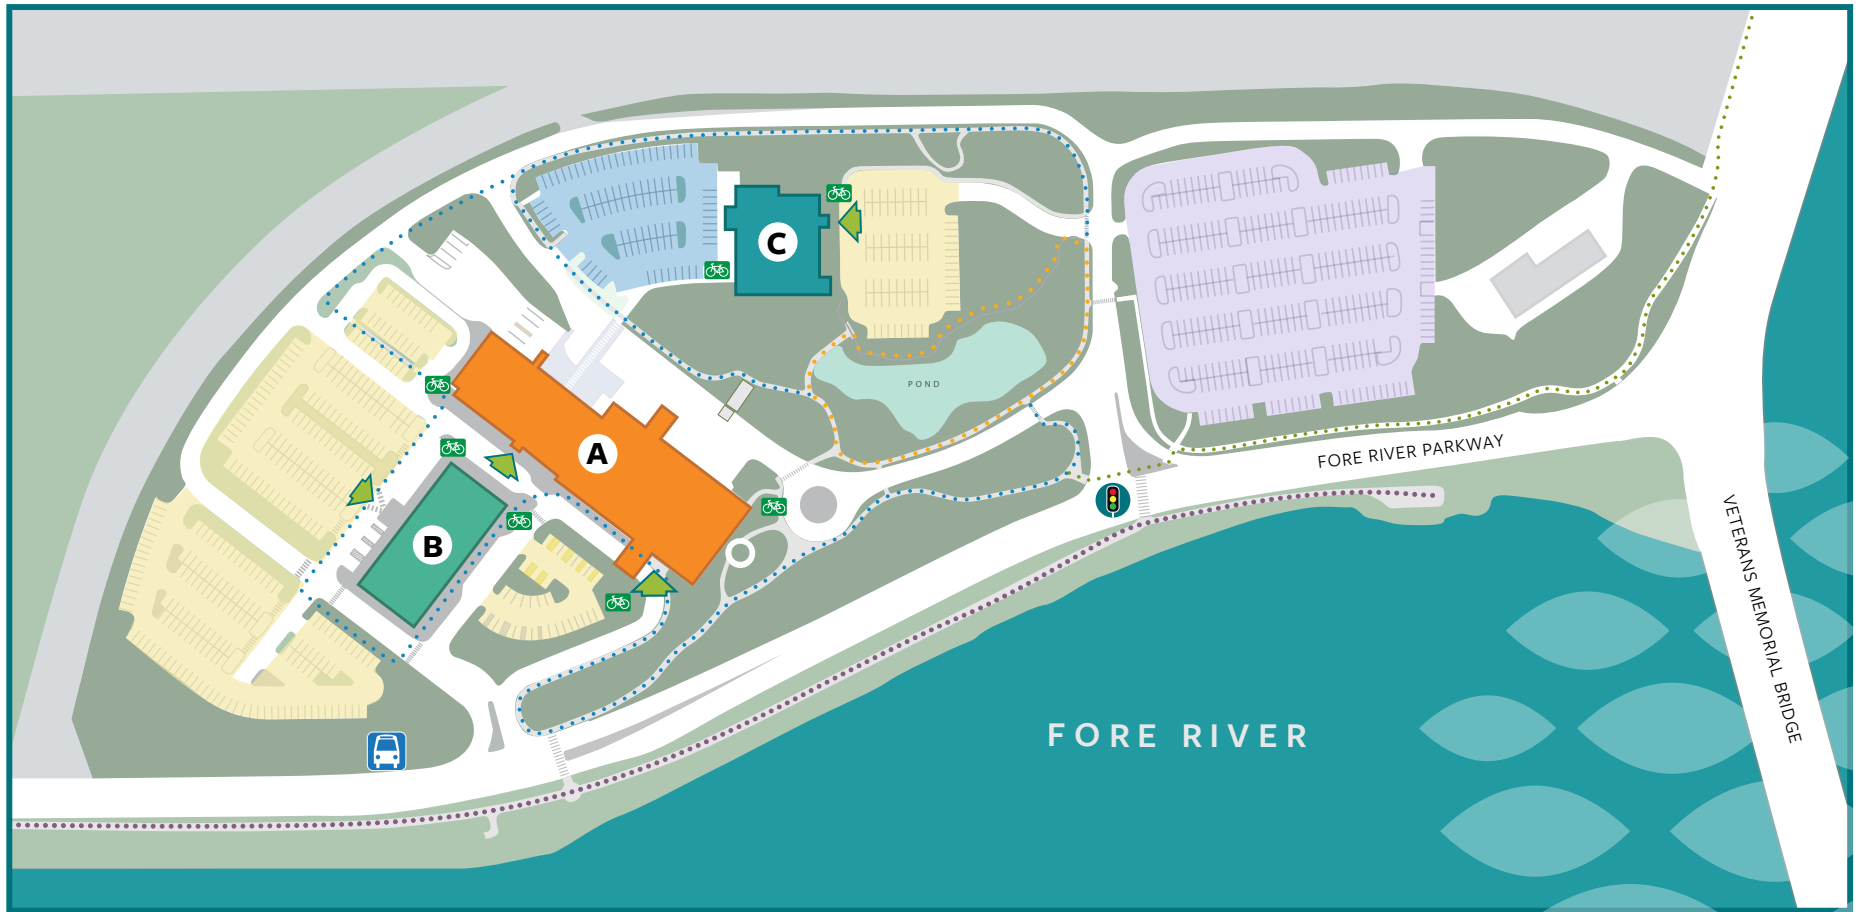 C
POND
A
FORE RIVER PARKWAY
B
VETERANS MEMORIAL BRIDGE
FORE RIVER